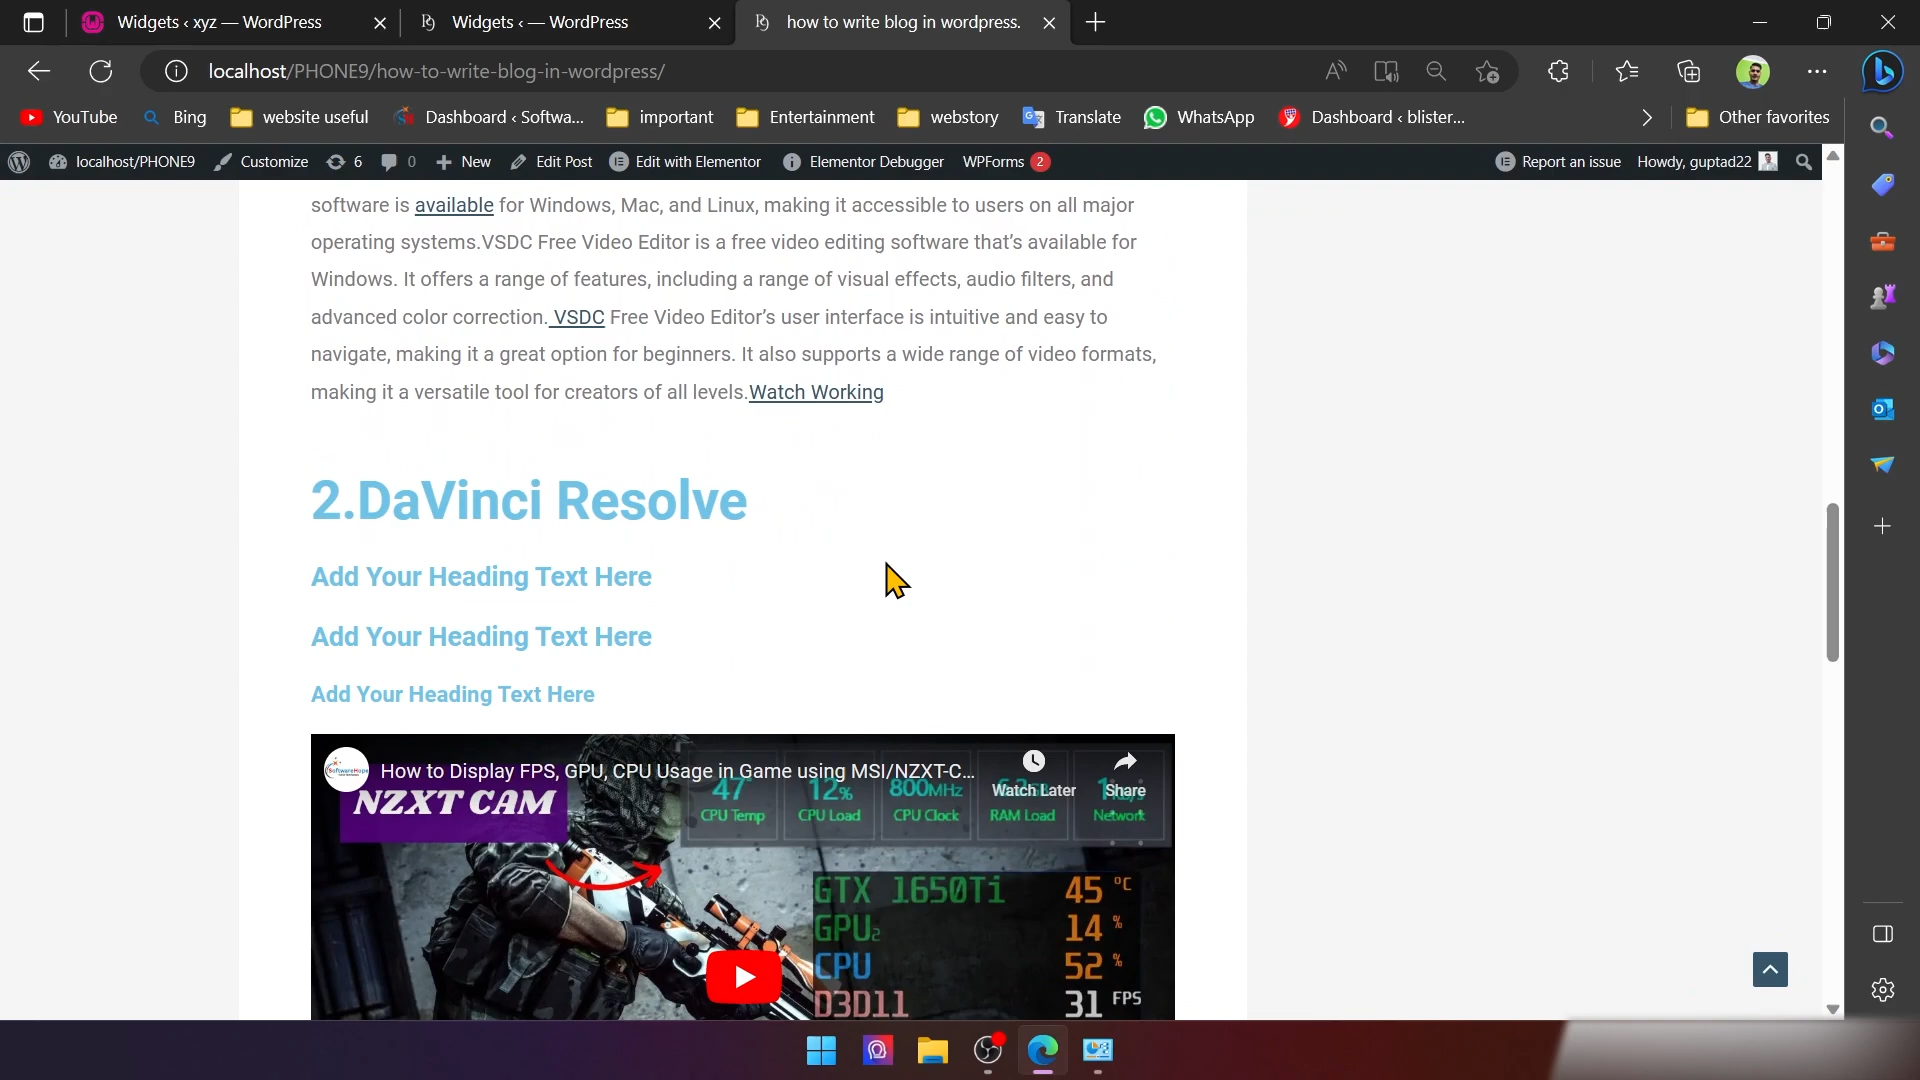 Widgets ‹ xyz — WordPress
Widgets ‹ — WordPress
how to write blog in wordpress.
localhost/PHONE9/how-to-write-blog-in-wordpress/
YouTube
Bing
website useful
Dashboard ‹ Softwa...
important
Entertainment
webstory
Translate
WhatsApp
Dashboard ‹ blister...
Other favorites
localhost/PHONE9
Customize
6
0
New
Edit Post
Edit with Elementor
Elementor Debugger
WPForms 2
Report an issue
Howdy, guptad22
software is available for Windows, Mac, and Linux, making it accessible to users on all major
operating systems.VSDC Free Video Editor is a free video editing software that’s available for
Windows. It offers a range of features, including a range of visual effects, audio filters, and
advanced color correction. VSDC Free Video Editor’s user interface is intuitive and easy to
navigate, making it a great option for beginners. It also supports a wide range of video formats,
making it a versatile tool for creators of all levels.Watch Working
2.DaVinci Resolve
Add Your Heading Text Here
Add Your Heading Text Here
Add Your Heading Text Here
How to Display FPS, GPU, CPU Usage in Game using MSI/NZXT-C...
Watch Later
Share
NZXT CAM
47
12%
800MHz
CPU Temp
CPU Load
CPU Clock
RAM Load
Network
GTX 1650Ti 45 °C
GPU2 14 %
CPU 52 %
D3D11 31 FPS